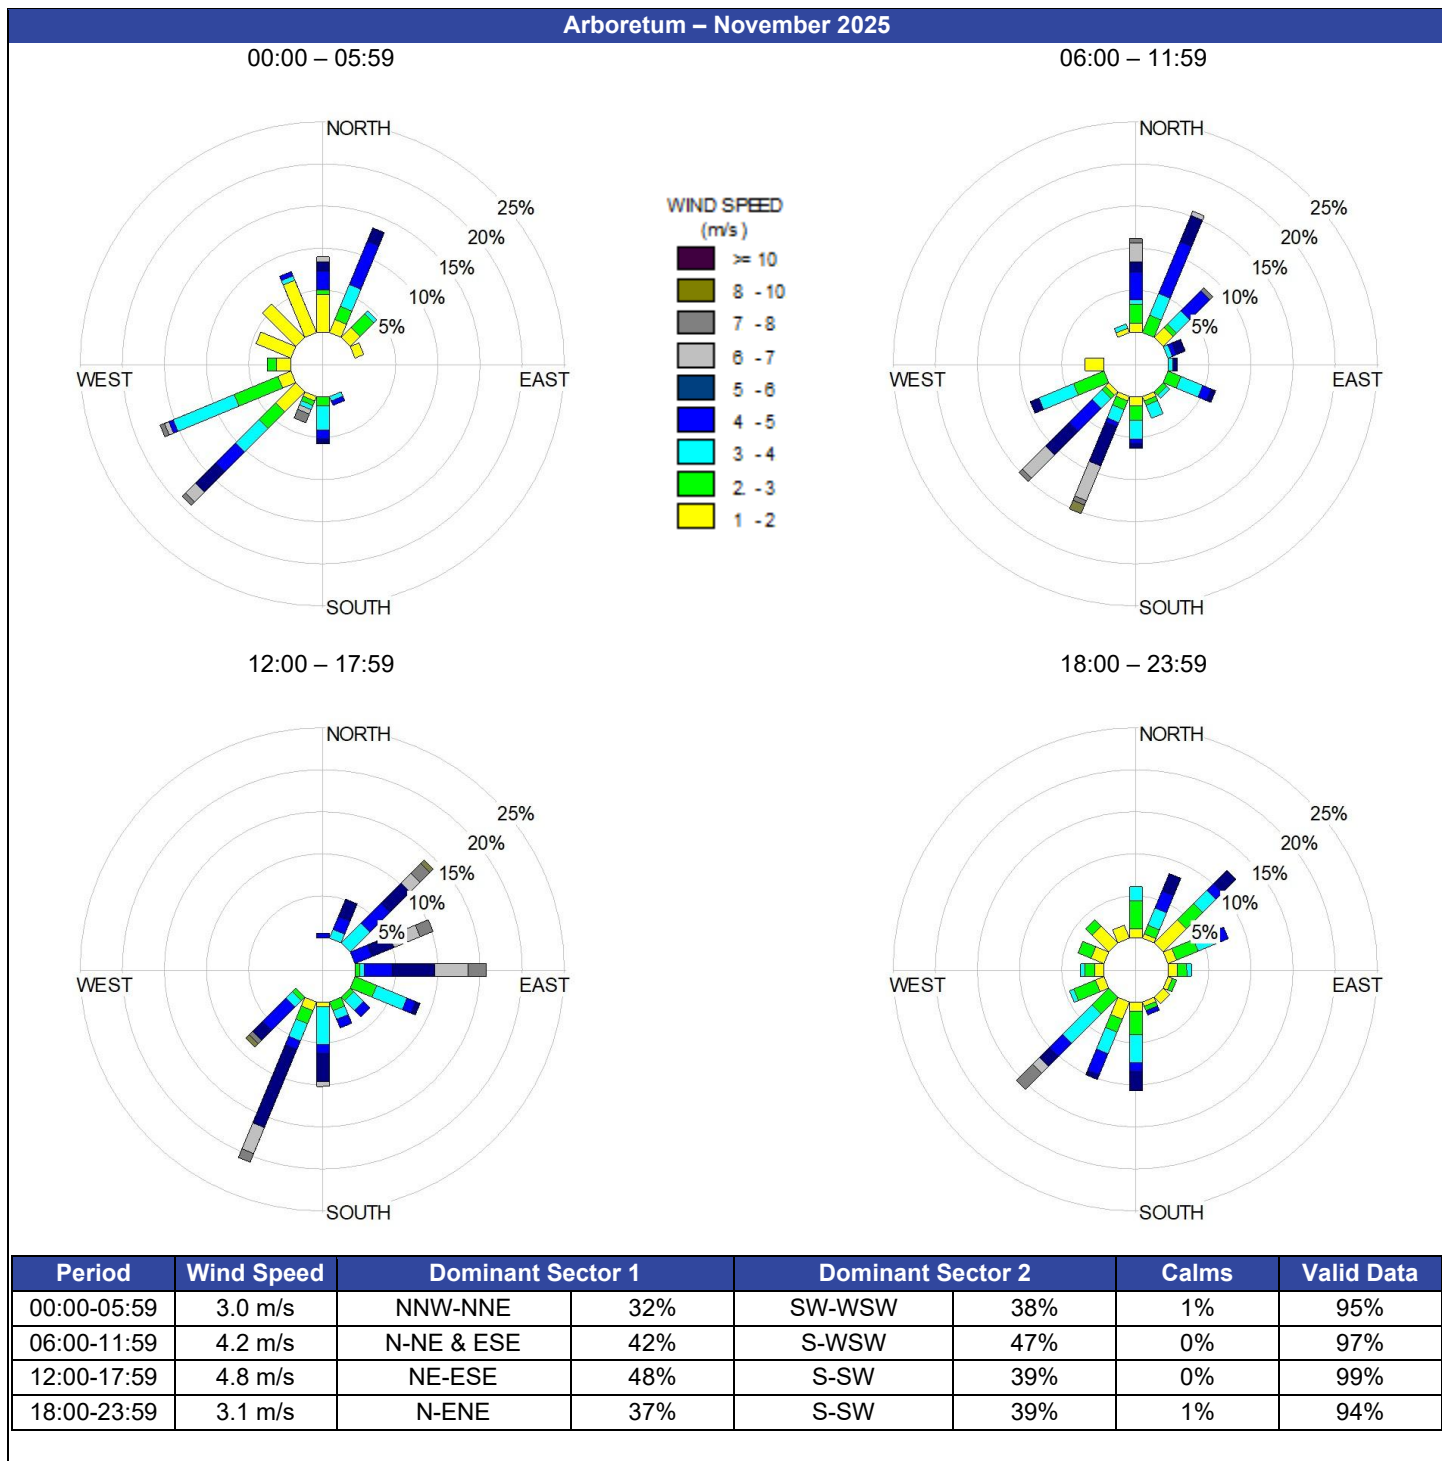 Arboretum – November 2025
00:00 – 05:59
06:00 – 11:59
NORTH
25%
20%
15%
10%
5%
WEST
EAST
SOUTH
WIND SPEED
(m/s)
>= 10
8 - 10
7 - 8
6 - 7
5 - 6
4 - 5
3 - 4
2 - 3
1 - 2
NORTH
25%
20%
15%
10%
5%
WEST
EAST
SOUTH
12:00 – 17:59
18:00 – 23:59
NORTH
25%
20%
15%
10%
5%
WEST
EAST
SOUTH
NORTH
25%
20%
15%
10%
5%
WEST
EAST
SOUTH
Period Wind Speed Dominant Sector 1 Dominant Sector 2 Calms Valid Data
00:00-05:59 3.0 m/s NNW-NNE 32% SW-WSW 38% 1% 95%
06:00-11:59 4.2 m/s N-NE & ESE 42% S-WSW 47% 0% 97%
12:00-17:59 4.8 m/s NE-ESE 48% S-SW 39% 0% 99%
18:00-23:59 3.1 m/s N-ENE 37% S-SW 39% 1% 94%